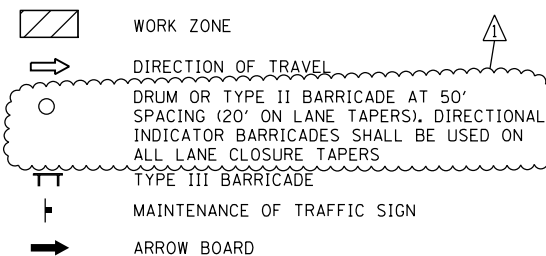 WORK ZONE
1
DIRECTION OF TRAVEL
DRUM OR TYPE II BARRICADE AT 50'
SPACING (20' ON LANE TAPERS). DIRECTIONAL
INDICATOR BARRICADES SHALL BE USED ON
ALL LANE CLOSURE TAPERS
TYPE III BARRICADE
MAINTENANCE OF TRAFFIC SIGN
ARROW BOARD